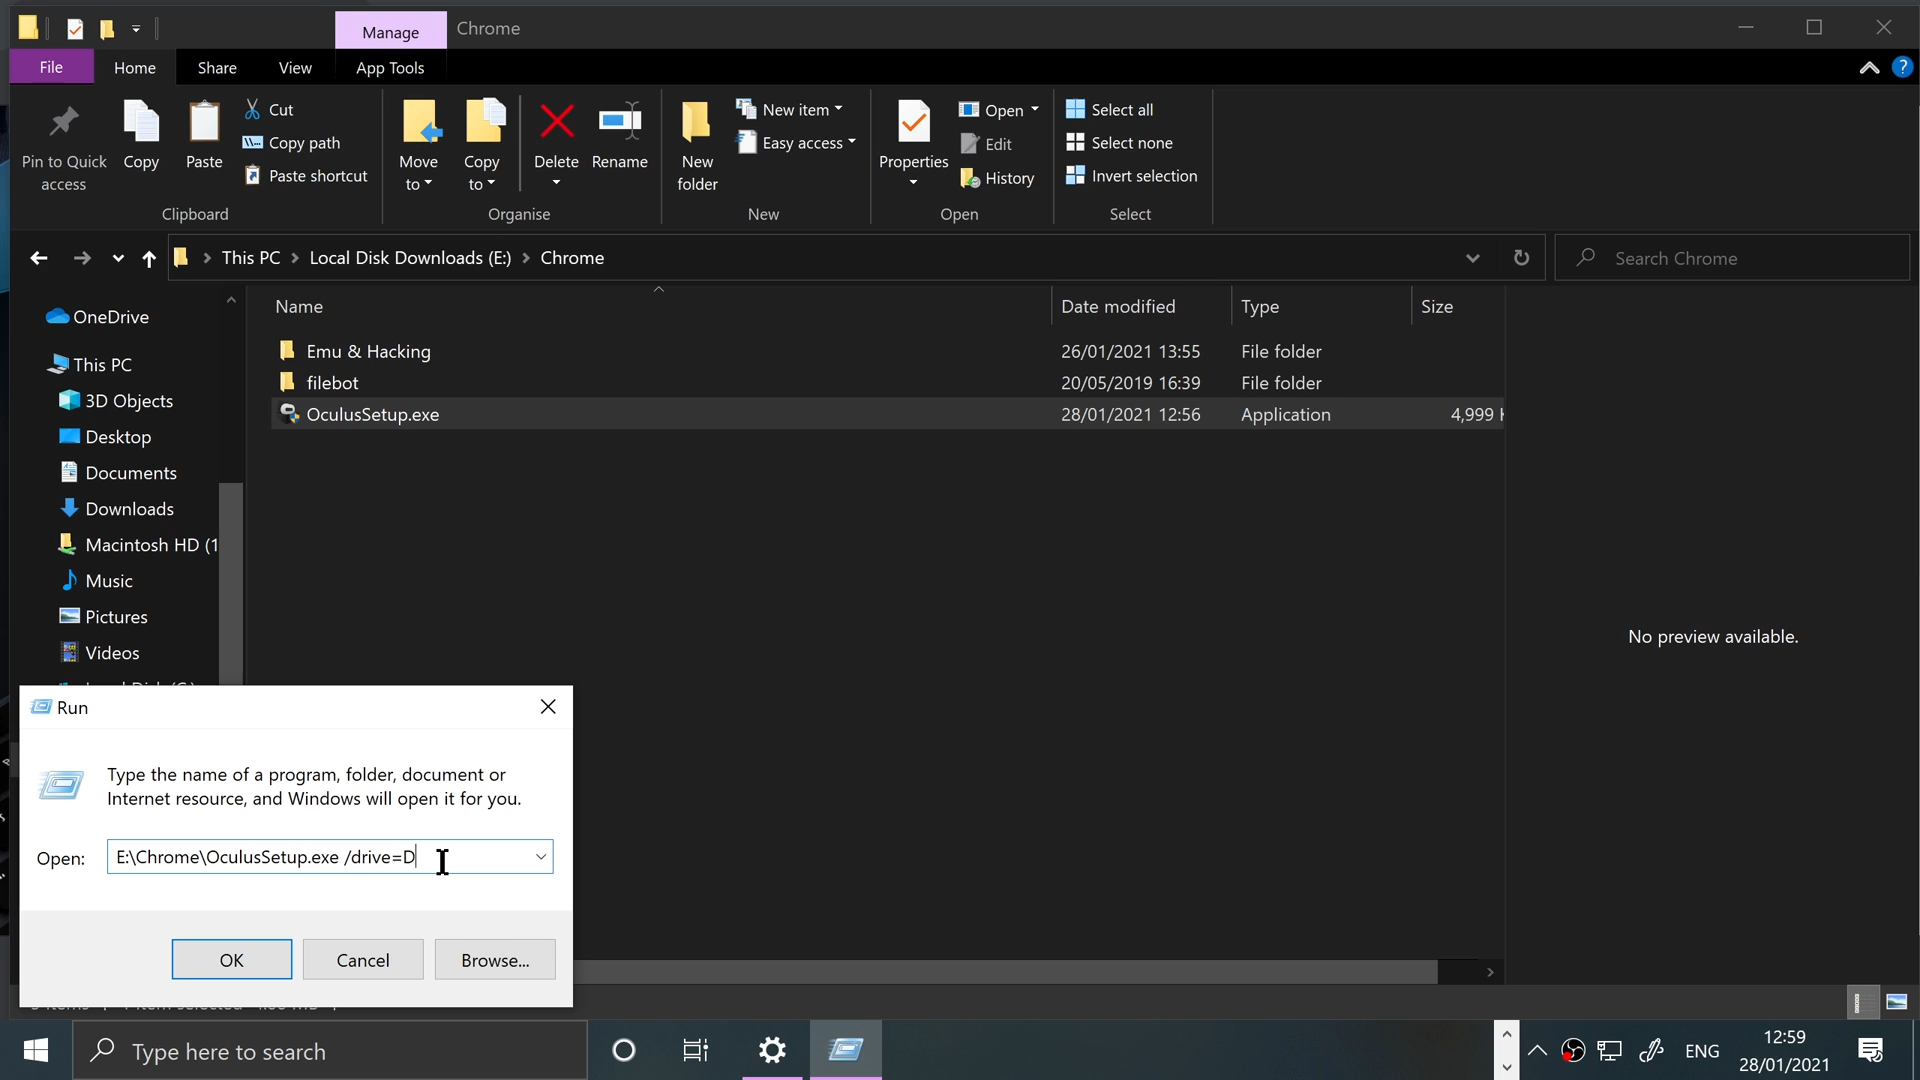 Manage
Chrome
File
Home
Share
View
App Tools
Pin to Quick access
Copy
Paste
Cut
Copy path
Paste shortcut
Clipboard
Move to
Copy to
Delete
Rename
Organise
New folder
New item
Easy access
New
Properties
Open
Edit
History
Open
Select all
Select none
Invert selection
Select
This PC
Local Disk Downloads (E:)
Chrome
Search Chrome
Name
Date modified
Type
Size
Emu & Hacking 26/01/2021 13:55 File folder
filebot 20/05/2019 16:39 File folder
OculusSetup.exe 28/01/2021 12:56 Application 4,999
OneDrive
This PC
3D Objects
Desktop
Documents
Downloads
Macintosh HD (1
Music
Pictures
Videos
No preview available.
Run
Type the name of a program, folder, document or
Internet resource, and Windows will open it for you.
Open: E:\Chrome\OculusSetup.exe /drive=D
OK
Cancel
Browse...
Type here to search
ENG
12:59
28/01/2021